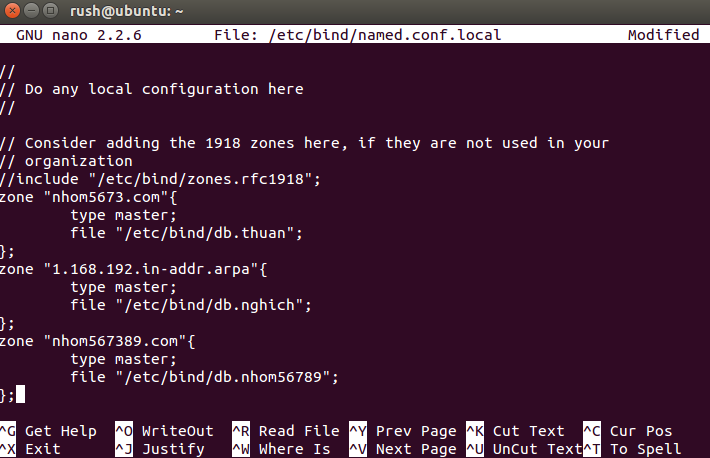 rush@ubuntu: ~
GNU nano 2.2.6 File: /etc/bind/named.conf.local Modified
//
// Do any local configuration here
//
// Consider adding the 1918 zones here, if they are not used in your
// organization
//include "/etc/bind/zones.rfc1918";
zone "nhom5673.com"{
type master;
file "/etc/bind/db.thuan";
};
zone "1.168.192.in-addr.arpa"{
type master;
file "/etc/bind/db.nghich";
};
zone "nhom567389.com"{
type master;
file "/etc/bind/db.nhom56789";
};
^G Get Help ^O WriteOut ^R Read File ^Y Prev Page ^K Cut Text ^C Cur Pos
^X Exit ^J Justify ^W Where Is ^V Next Page ^U UnCut Text ^T To Spell